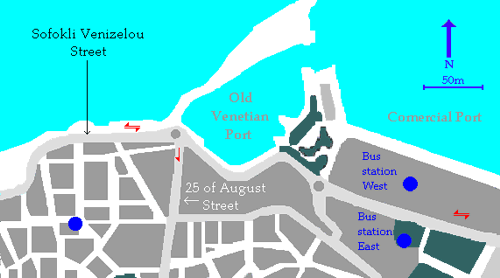 Sofokli Venizelou
Street
N
50m
Old
Venetian
Port
Comercial Port
Bus
station
West
25 of August
Street
Bus
station
East